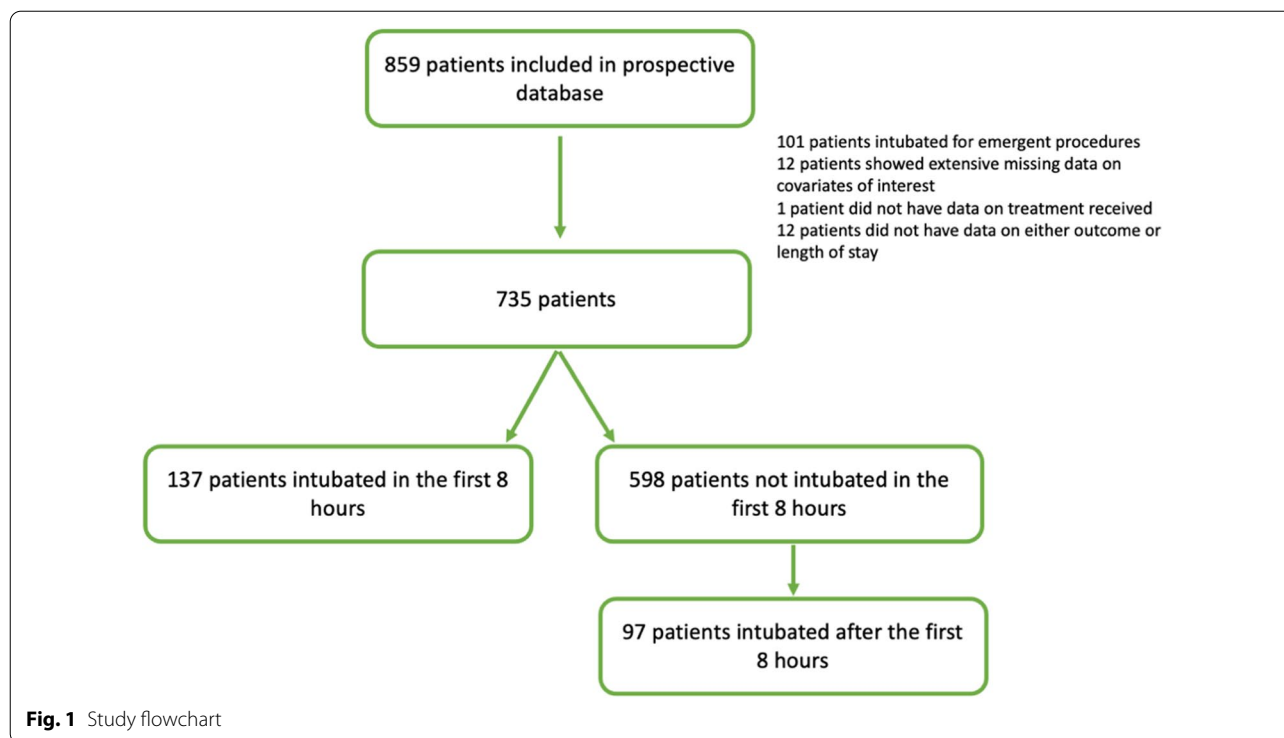 859 patients included in prospective
database
101 patients intubated for emergent procedures
12 patients showed extensive missing data on
covariates of interest
1 patient did not have data on treatment received
12 patients did not have data on either outcome or
length of stay
735 patients
137 patients intubated in the first 8
hours
598 patients not intubated in the
first 8 hours
97 patients intubated after the first
8 hours
Fig. 1 Study flowchart